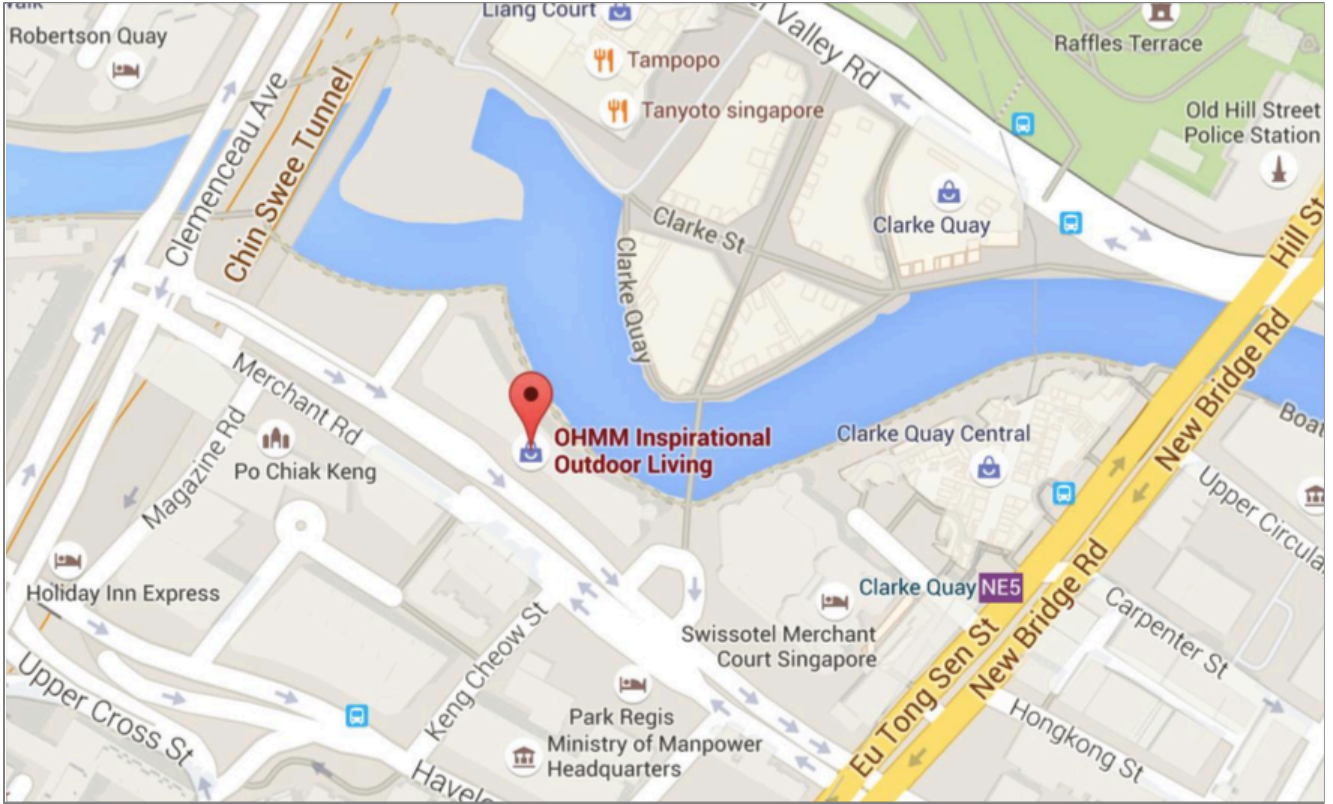 Liang Court
Robertson Quay
Raffles Terrace
Tampopo
Valley Rd
Tanyoto singapore
Old Hill Street
Police Station
Clemenceau Ave
Chin Swee Tunnel
Clarke St
Clarke Quay
Clarke Quay
Hill St
New Bridge Rd
Merchant Rd
OHMM Inspirational
Outdoor Living
Clarke Quay Central
Po Chiak Keng
Magazine Rd
Boat
Upper Circula
Holiday Inn Express
Clarke Quay NE5
Swissotel Merchant
Court Singapore
Eu Tong Sen St
New Bridge Rd
Carpenter St
Keng Cheow St
Upper Cross St
Park Regis
Ministry of Manpower
Headquarters
Hongkong St
Havel